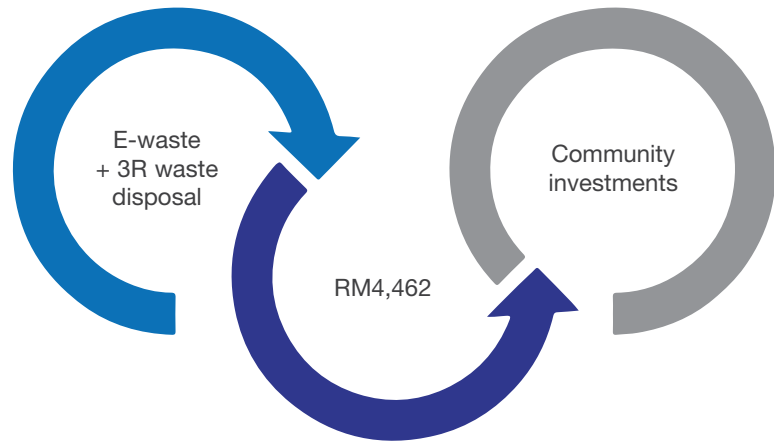 E-waste
+ 3R waste
disposal
RM4,462
Community
investments